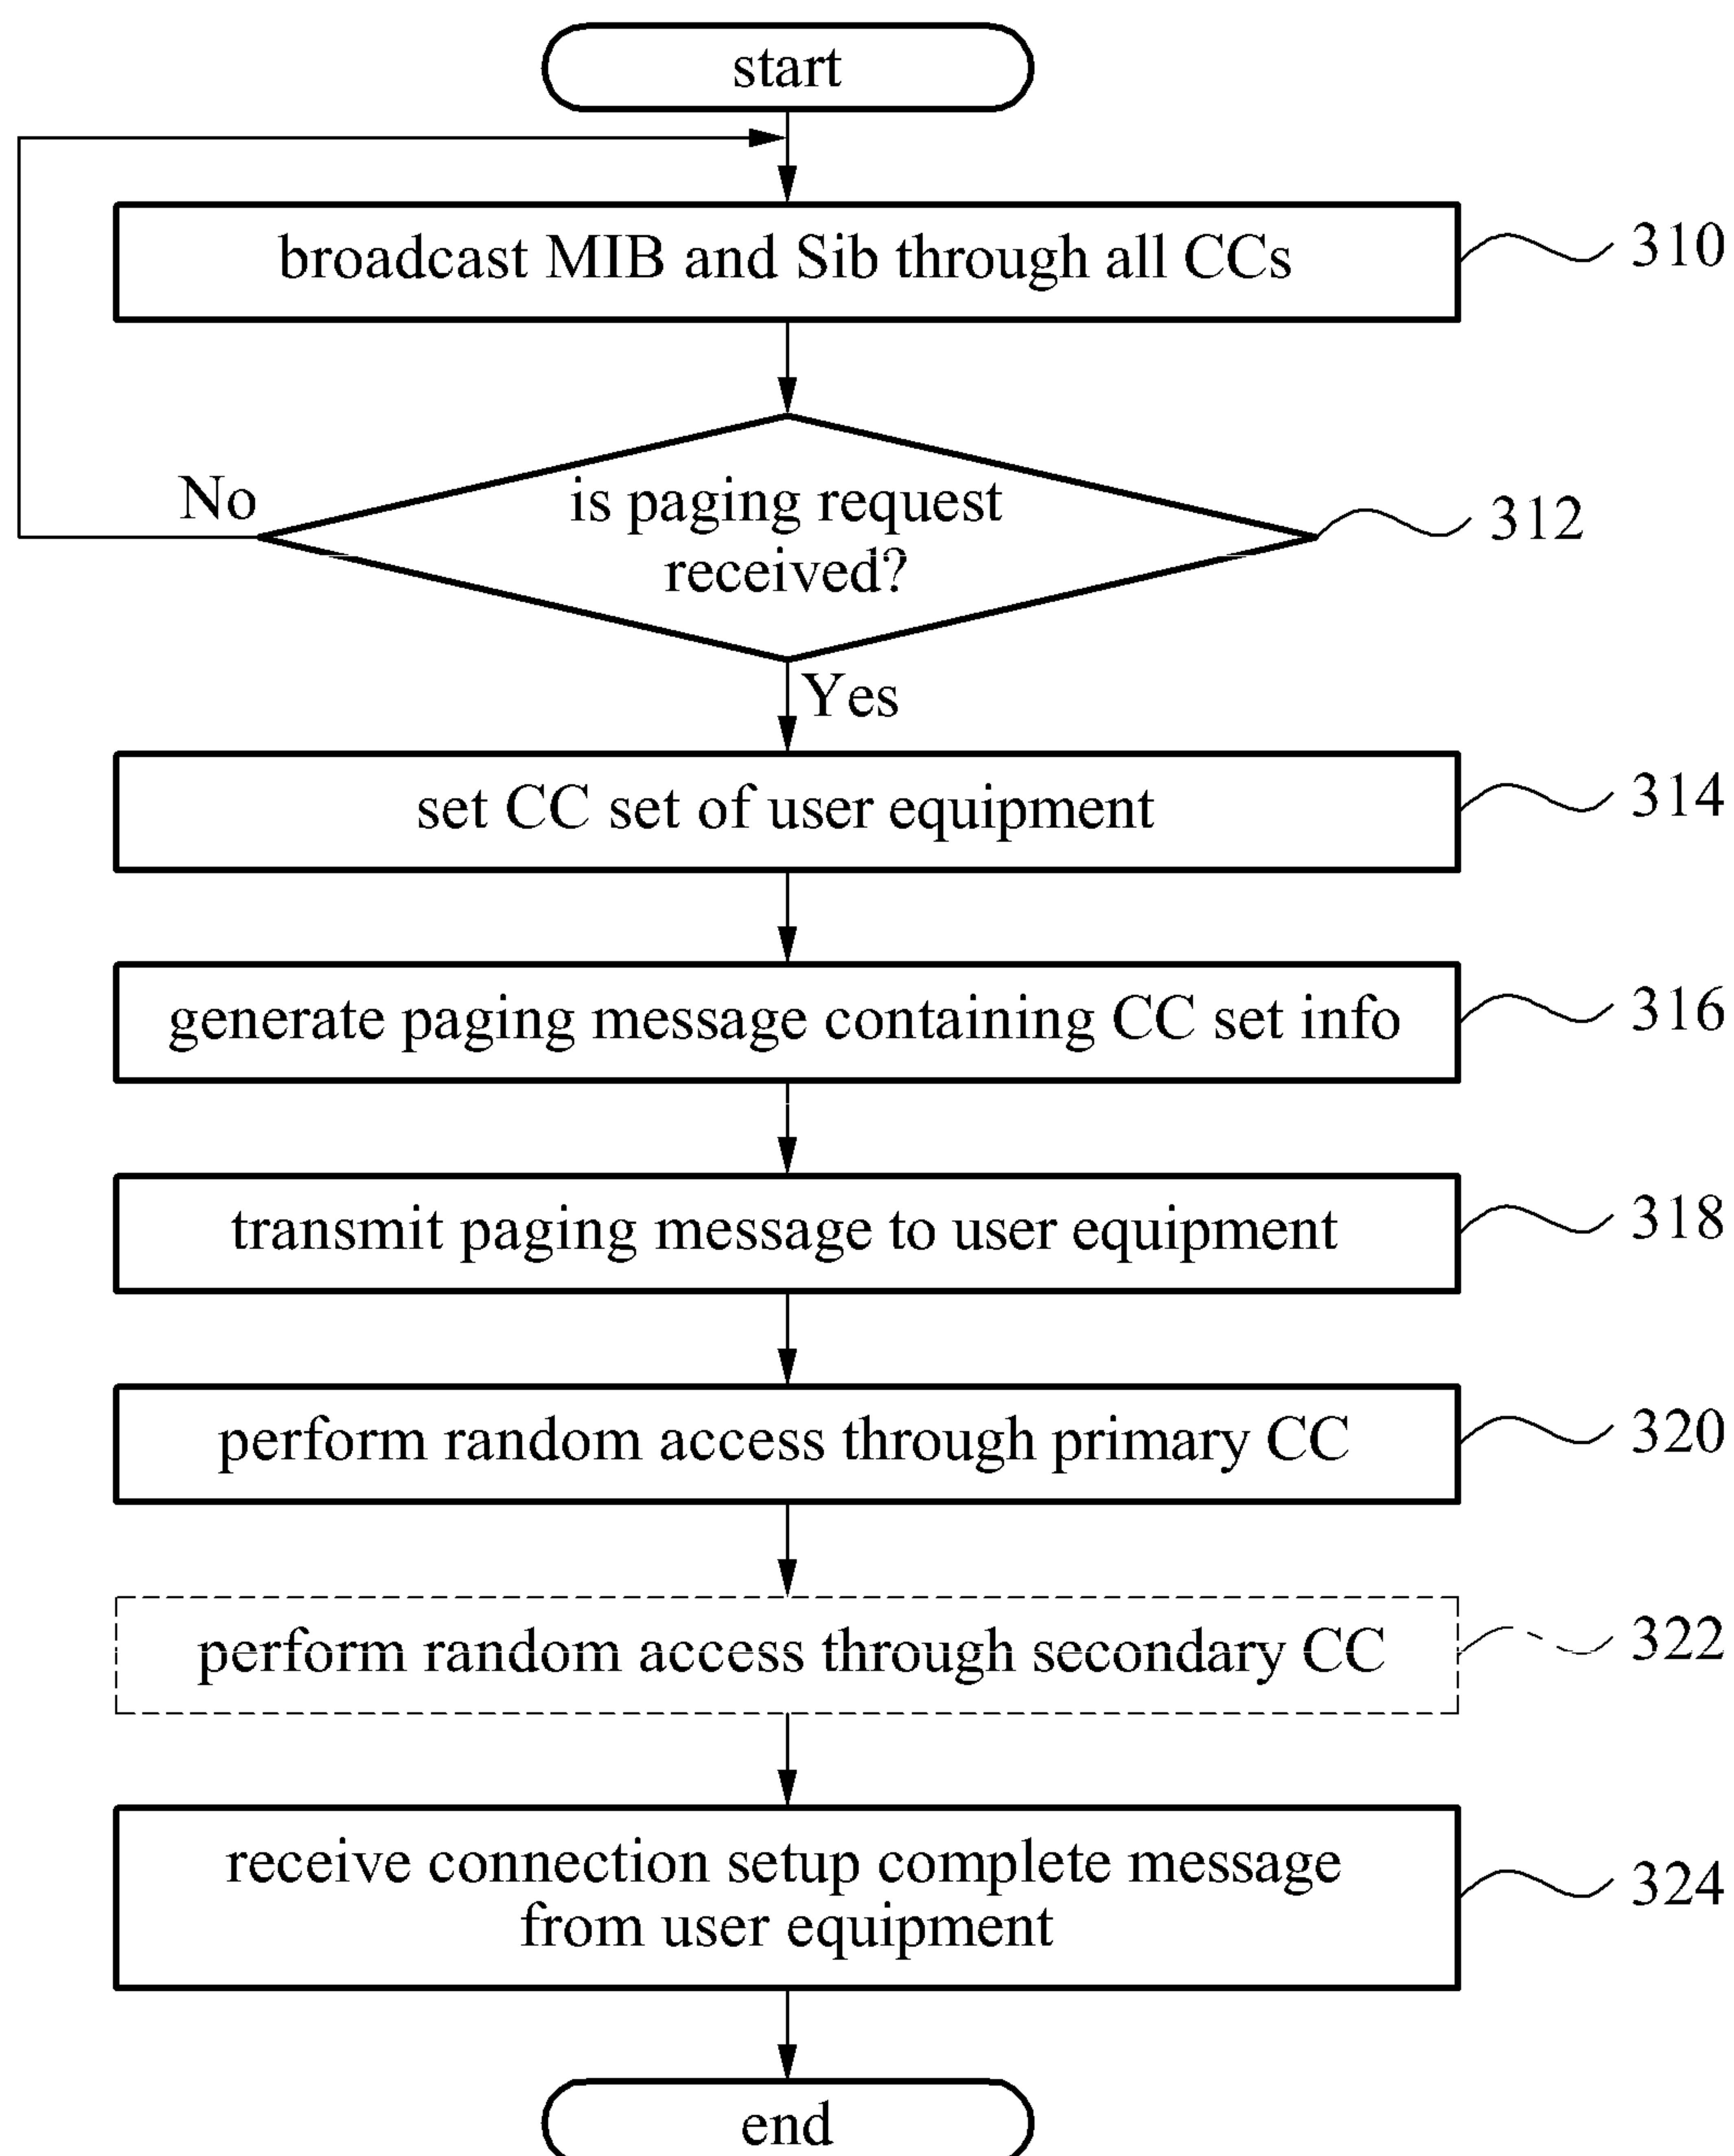 start
broadcast MIB and Sib through all CCs
310
No
is paging request
received?
312
Yes
set CC set of user equipment
314
generate paging message containing CC set info
316
transmit paging message to user equipment
318
perform random access through primary CC
320
perform random access through secondary CC
322
receive connection setup complete message
from user equipment
324
end